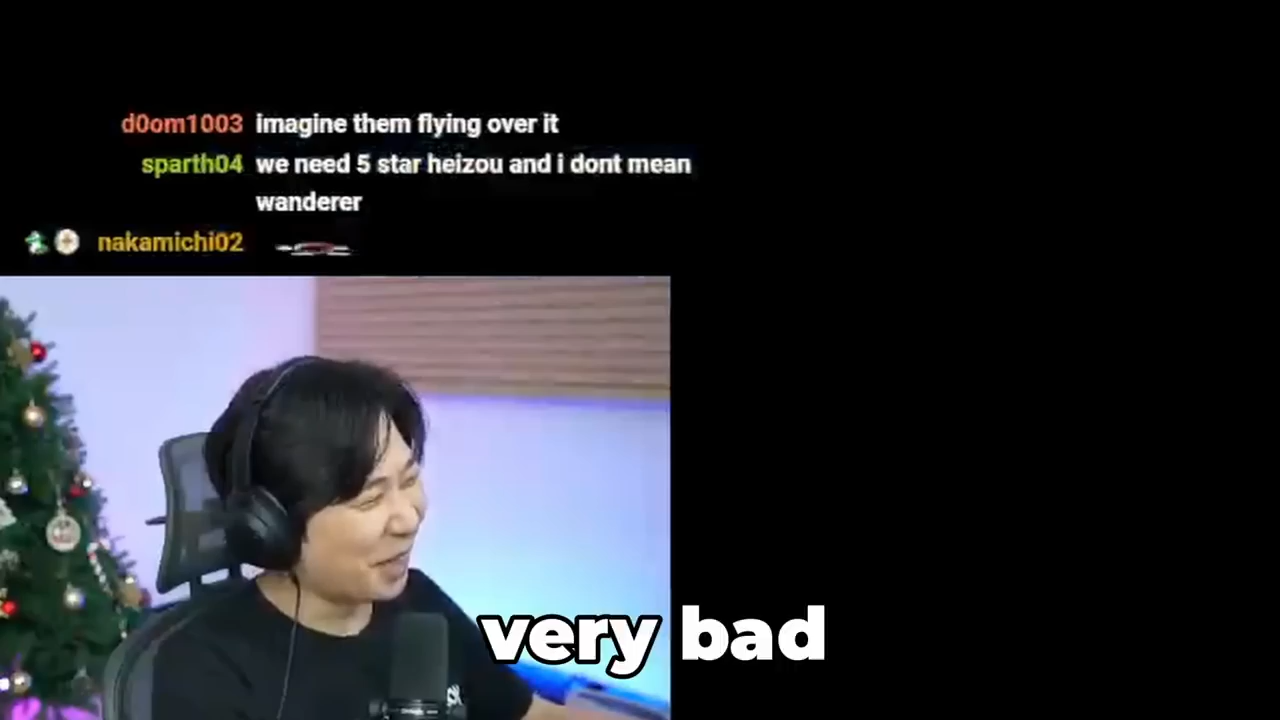 d0om1003 imagine them flying over it
sparth04 we need 5 star heizou and i dont mean
wanderer
nakamichi02
very bad